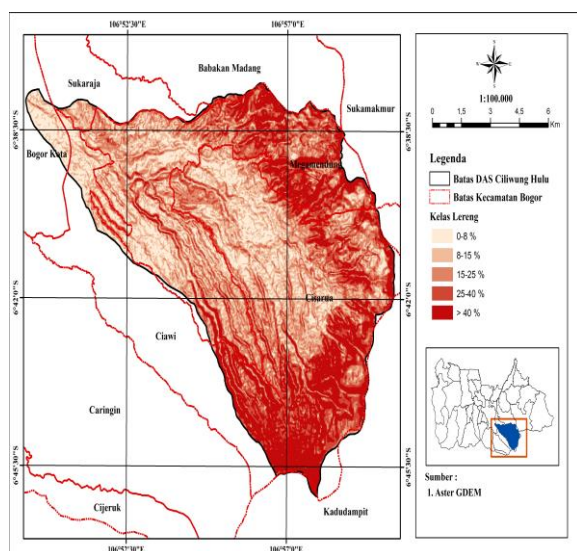 106°52'30"E 106°57'0"E
Sukaraja
Babakan Madang
Sukamakmur
6°38'30"S 6°38'30"S
Bogor Kota
Megamendung
6°42'0"S 6°42'0"S
Cisarua
Ciawi
Caringin
6°45'30"S 6°45'30"S
Cijeruk
Kadudampit
106°52'30"E 106°57'0"E
N
W E
S
1:100.000
0 1.5 3 4.5 6
Km
Legenda
Batas DAS Ciliwung Hulu
Batas Kecamatan Bogor
Kelas Lereng
0-8 %
8-15 %
15-25 %
25-40 %
> 40 %
Sumber :
1. Aster GDEM